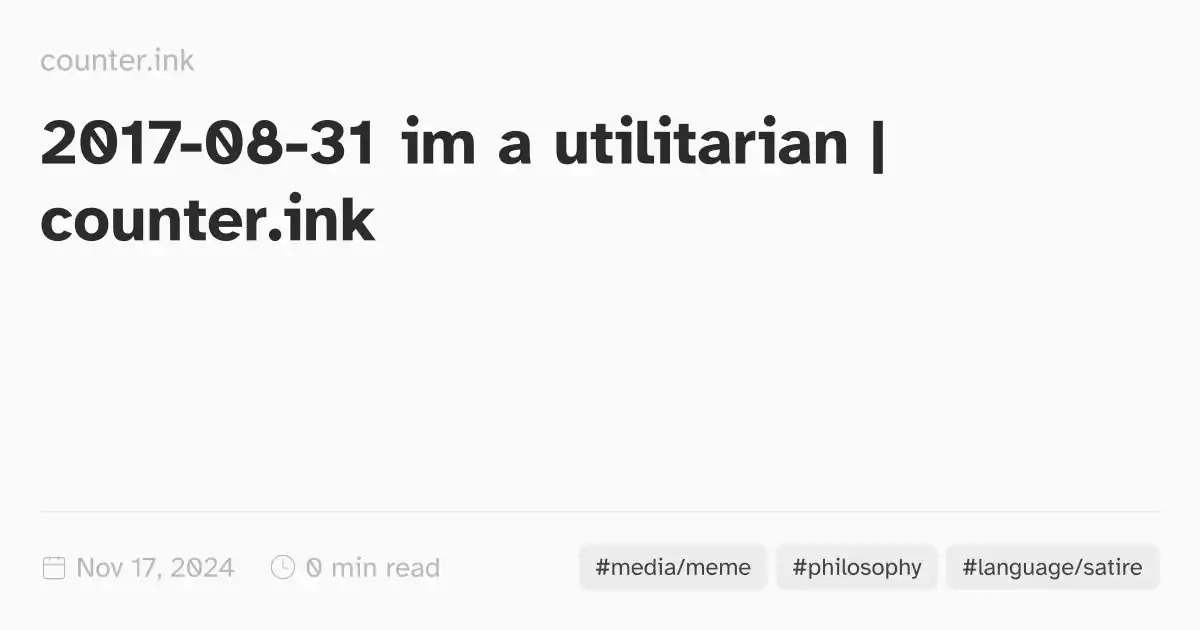 counter.ink
2017-08-31 im a utilitarian |
counter.ink
Nov 17, 2024 0 min read #media/meme #philosophy #language/satire